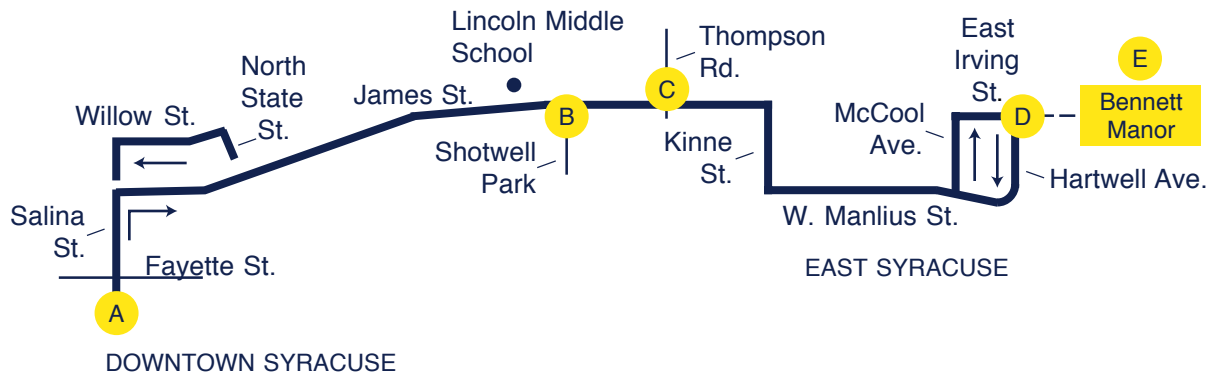 Lincoln Middle
School
Thompson
Rd.
East
Irving
St.
E
North
State
St.
Willow St.
James St.
C
B
D
Bennett
Manor
McCool
Ave.
Shotwell
Park
Kinne
St.
Hartwell Ave.
Salina
St.
W. Manlius St.
Fayette St.
EAST SYRACUSE
A
DOWNTOWN SYRACUSE